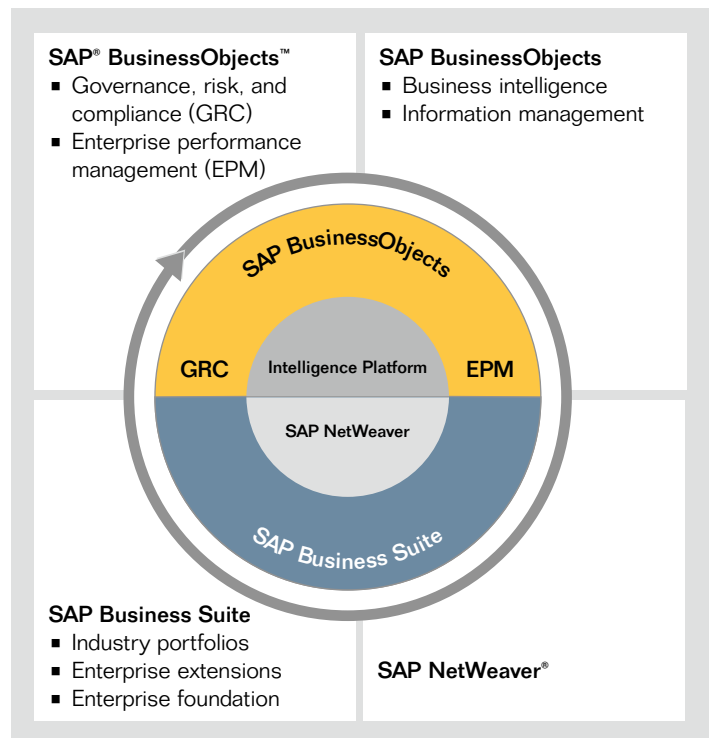 SAP® BusinessObjects™
▪ Governance, risk, and
compliance (GRC)
▪ Enterprise performance
management (EPM)
SAP BusinessObjects
▪ Business intelligence
▪ Information management
SAP BusinessObjects
GRC
Intelligence Platform
EPM
SAP NetWeaver
SAP Business Suite
SAP Business Suite
▪ Industry portfolios
▪ Enterprise extensions
▪ Enterprise foundation
SAP NetWeaver®